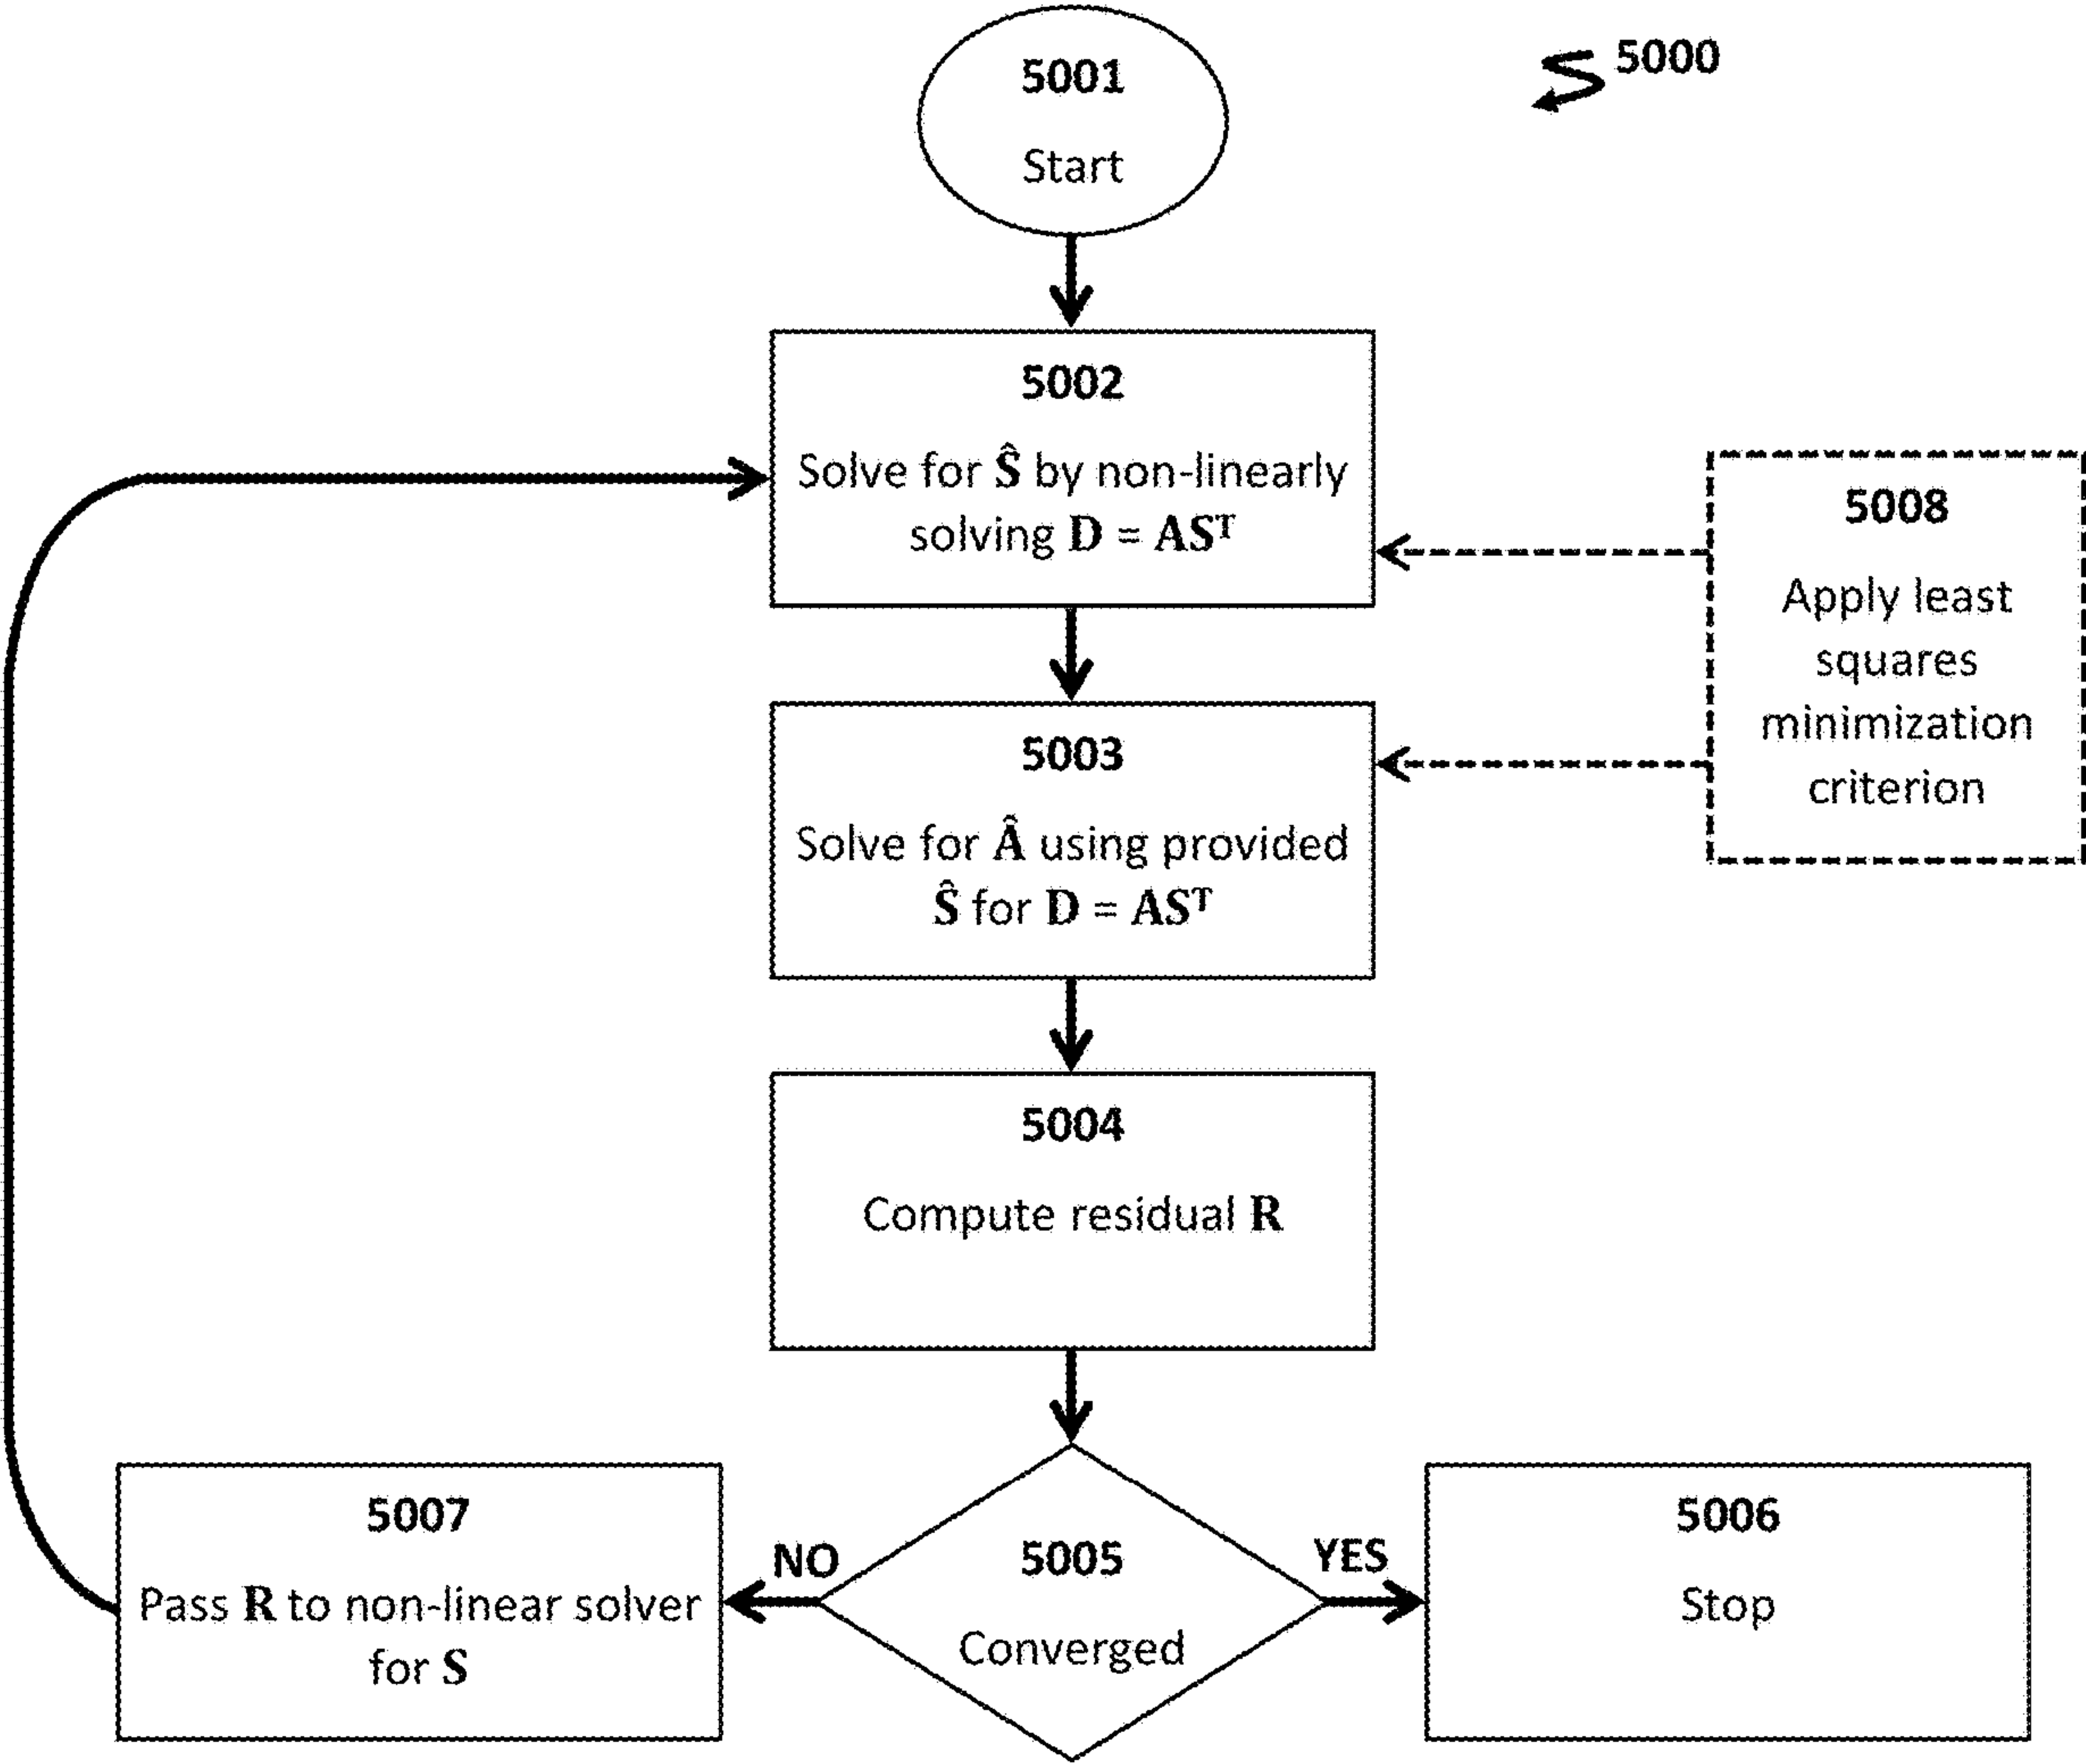 5000
5001
Start
5002
Solve for Ŝ by non-linearly
solving D = ASᵀ
5008
Apply least
squares
minimization
criterion
5003
Solve for Â using provided
Ŝ for D = ASᵀ
5004
Compute residual R
5007
Pass R to non-linear solver
for S
NO
5005
Converged
YES
5006
Stop